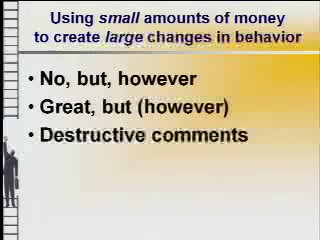 Using small amounts of money
to create large changes in behavior
• No, but, however
• Great, but (however)
• Destructive comments